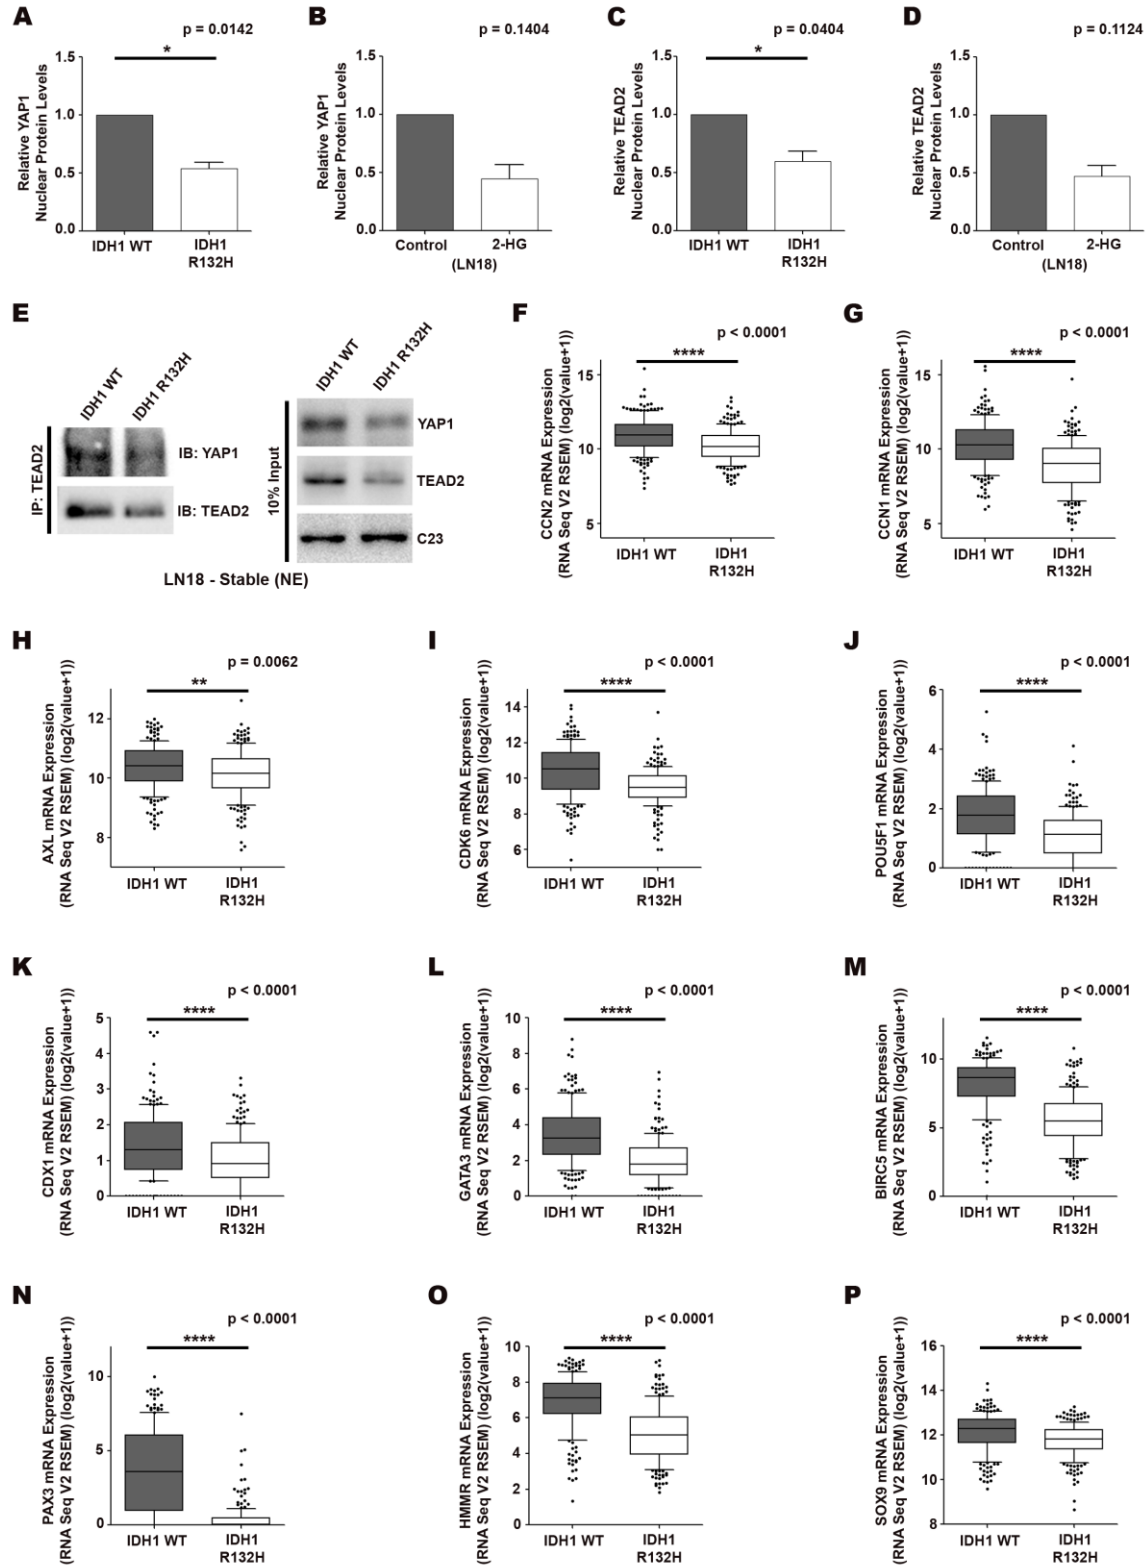 A
p = 0.0142
*
Relative YAP1
Nuclear Protein Levels
1.5
1.0
0.5
0.0
IDH1 WT
IDH1
R132H
B
p = 0.1404
Relative YAP1
Nuclear Protein Levels
1.5
1.0
0.5
0.0
Control
2-HG
(LN18)
C
p = 0.0404
*
Relative TEAD2
Nuclear Protein Levels
1.5
1.0
0.5
0.0
IDH1 WT
IDH1
R132H
D
p = 0.1124
Relative TEAD2
Nuclear Protein Levels
1.5
1.0
0.5
0.0
Control
2-HG
(LN18)
E
IDH1 WT
IDH1 R132H
IP: TEAD2
IB: YAP1
IB: TEAD2
IDH1 WT
IDH1 R132H
10% Input
YAP1
TEAD2
C23
LN18 - Stable (NE)
F
p < 0.0001
****
CCN2 mRNA Expression
(RNA Seq V2 RSEM) (log2(value+1))
15
10
5
IDH1 WT
IDH1
R132H
G
p < 0.0001
****
CCN1 mRNA Expression
(RNA Seq V2 RSEM) (log2(value+1))
15
10
5
IDH1 WT
IDH1
R132H
H
p = 0.0062
**
AXL mRNA Expression
(RNA Seq V2 RSEM) (log2(value+1))
12
10
8
IDH1 WT
IDH1
R132H
I
p < 0.0001
****
CDK6 mRNA Expression
(RNA Seq V2 RSEM) (log2(value+1))
14
12
10
8
6
IDH1 WT
IDH1
R132H
J
p < 0.0001
****
POU5F1 mRNA Expression
(RNA Seq V2 RSEM) (log2(value+1))
6
4
2
0
IDH1 WT
IDH1
R132H
K
p < 0.0001
****
CDX1 mRNA Expression
(RNA Seq V2 RSEM) (log2(value+1))
5
4
3
2
1
0
IDH1 WT
IDH1
R132H
L
p < 0.0001
****
GATA3 mRNA Expression
(RNA Seq V2 RSEM) (log2(value+1))
10
8
6
4
2
0
IDH1 WT
IDH1
R132H
M
p < 0.0001
****
BIRC5 mRNA Expression
(RNA Seq V2 RSEM) (log2(value+1))
10
5
0
IDH1 WT
IDH1
R132H
N
p < 0.0001
****
PAX3 mRNA Expression
(RNA Seq V2 RSEM) (log2(value+1))
10
5
0
IDH1 WT
IDH1
R132H
O
p < 0.0001
****
HMMR mRNA Expression
(RNA Seq V2 RSEM) (log2(value+1))
10
8
6
4
2
0
IDH1 WT
IDH1
R132H
P
p < 0.0001
****
SOX9 mRNA Expression
(RNA Seq V2 RSEM) (log2(value+1))
16
14
12
10
8
IDH1 WT
IDH1
R132H